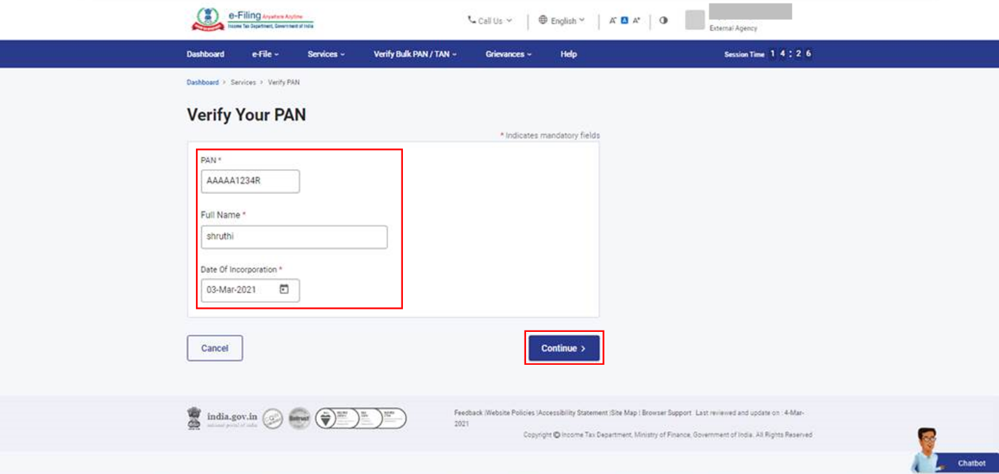 e-Filing Anywhere Anytime
Income Tax Department, Government of India
Call Us
English
A- A A+
External Agency
Dashboard e-File Services Verify Bulk PAN / TAN Grievances Help Session Time 1 4 : 2 6
Dashboard > Services > Verify PAN
Verify Your PAN
* Indicates mandatory fields
PAN *
AAAAA1234R
Full Name *
shruthi
Date Of Incorporation *
03-Mar-2021
Cancel
Continue >
india.gov.in
national portal of india
Feedback |Website Policies |Accessibility Statement |Site Map | Browser Support Last reviewed and update on : 4-Mar-
2021
Copyright © Income Tax Department, Ministry of Finance, Government of India. All Rights Reserved
Chatbot